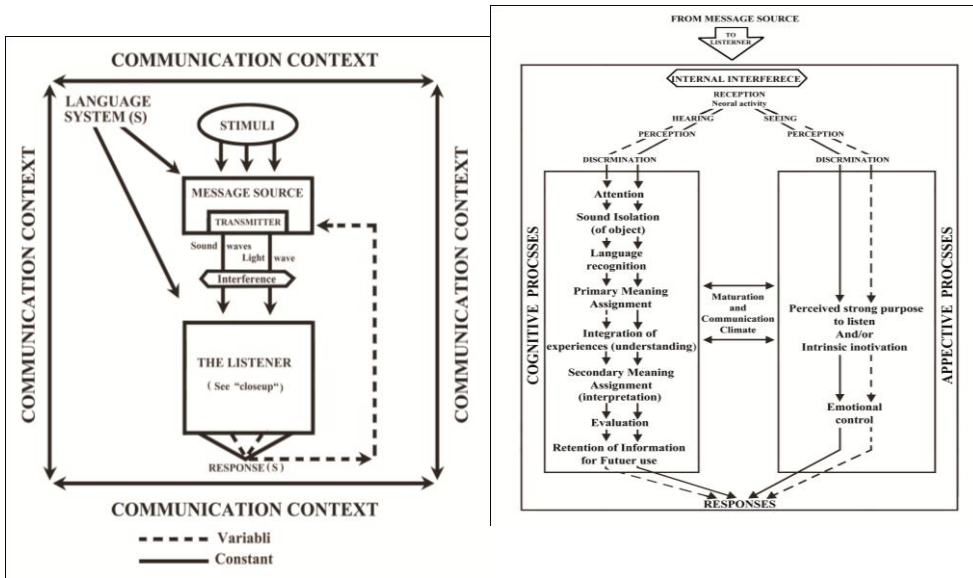 COMMUNICATION CONTEXT
LANGUAGE
SYSTEM (S)
STIMULI
MESSAGE SOURCE
TRANSMITTER
Sound waves
Light wave
Interference
THE LISTENER
( See "closeup" )
RESPONSE (S)
COMMUNICATION CONTEXT
COMMUNICATION CONTEXT
COMMUNICATION CONTEXT
Variabli
Constant
FROM MESSAGE SOURCE
TO
LISTERNER
INTERNAL INTERFERECE
RECEPTION
Neoral activity
HEARING
SEEING
PERCEPTION
PERCEPTION
DISCRMINATION
DISCRMINATION
COGNITIVE PROCSSES
Attention
Sound Isolation
(of object)
Language
recognition
Primary Meaning
Assignment
Integration of
experiences (understanding)
Secondary Meaning
Assignment
(interpretation)
Evaluation
Retention of Information
for Futuer use
Maturation
and
Communication
Climate
Perceived strong purpose
to listen
And/or
Intrinsic inotivation
Emotional
control
APPECTIVE PROCSSES
RESPONSES